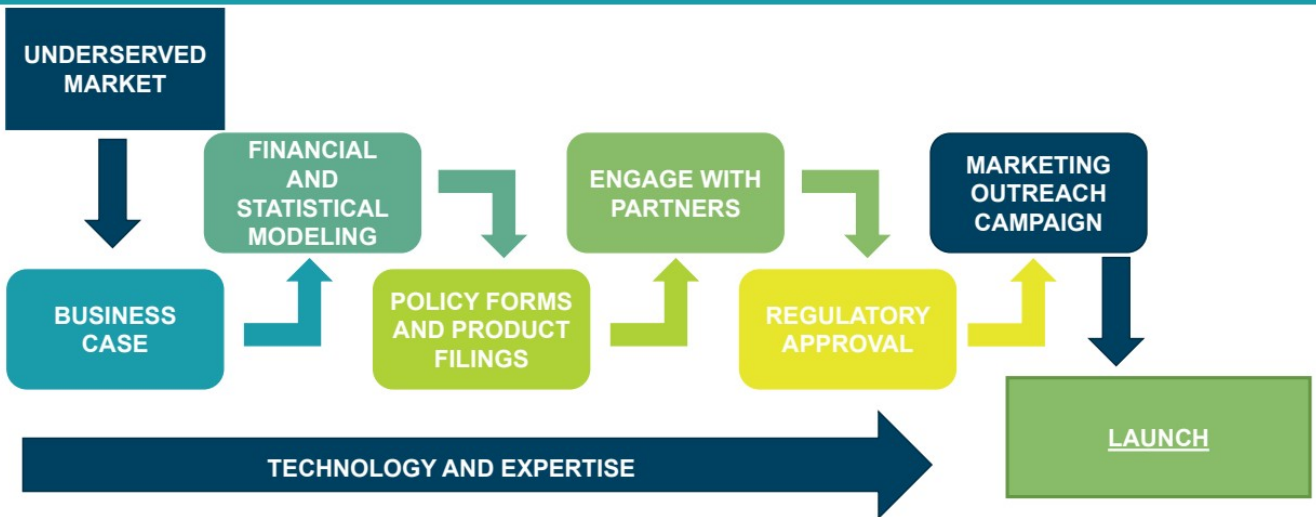 UNDERSERVED
MARKET
BUSINESS
CASE
FINANCIAL
AND
STATISTICAL
MODELING
POLICY FORMS
AND PRODUCT
FILINGS
ENGAGE WITH
PARTNERS
REGULATORY
APPROVAL
MARKETING
OUTREACH
CAMPAIGN
LAUNCH
TECHNOLOGY AND EXPERTISE